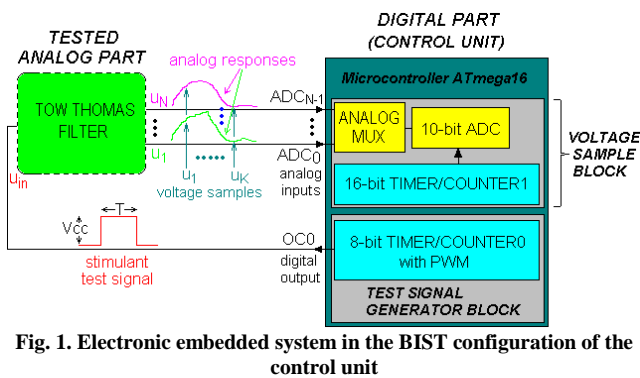 TESTED
ANALOG PART
DIGITAL PART
(CONTROL UNIT)
TOW THOMAS
FILTER
uN
u1
uin
analog responses
u1
uK
voltage samples
ADCN-1
ADC0
analog
inputs
Microcontroller ATmega16
ANALOG
MUX
10-bit ADC
16-bit TIMER/COUNTER1
VOLTAGE
SAMPLE
BLOCK
Vcc
T
stimulant
test signal
OC0
digital
output
8-bit TIMER/COUNTER0
with PWM
TEST SIGNAL
GENERATOR BLOCK
Fig. 1. Electronic embedded system in the BIST configuration of the
control unit